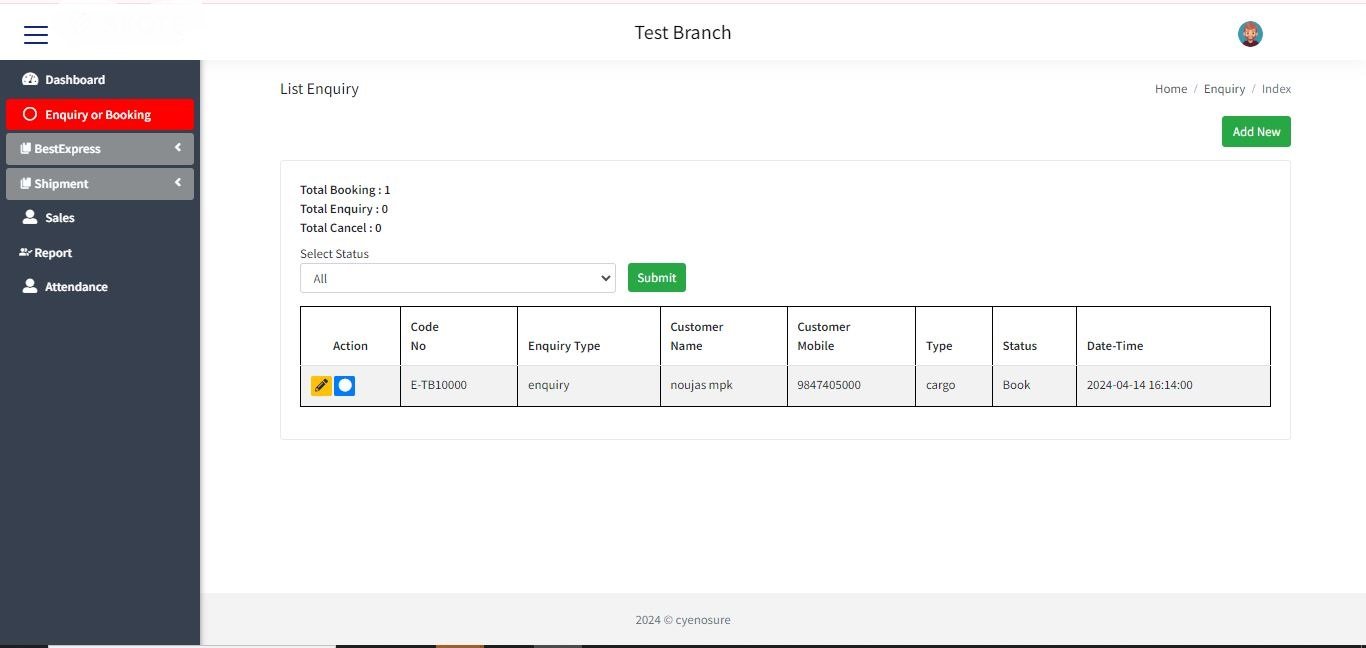 Test Branch
Dashboard
Enquiry or Booking
BestExpress
Shipment
Sales
Report
Attendance
List Enquiry
Home / Enquiry / Index
Add New
Total Booking : 1
Total Enquiry : 0
Total Cancel : 0
Select Status
All
Submit
Action
Code No
Enquiry Type
Customer Name
Customer Mobile
Type
Status
Date-Time
E-TB10000
enquiry
noujas mpk
9847405000
cargo
Book
2024-04-14 16:14:00
2024 © cyenosure